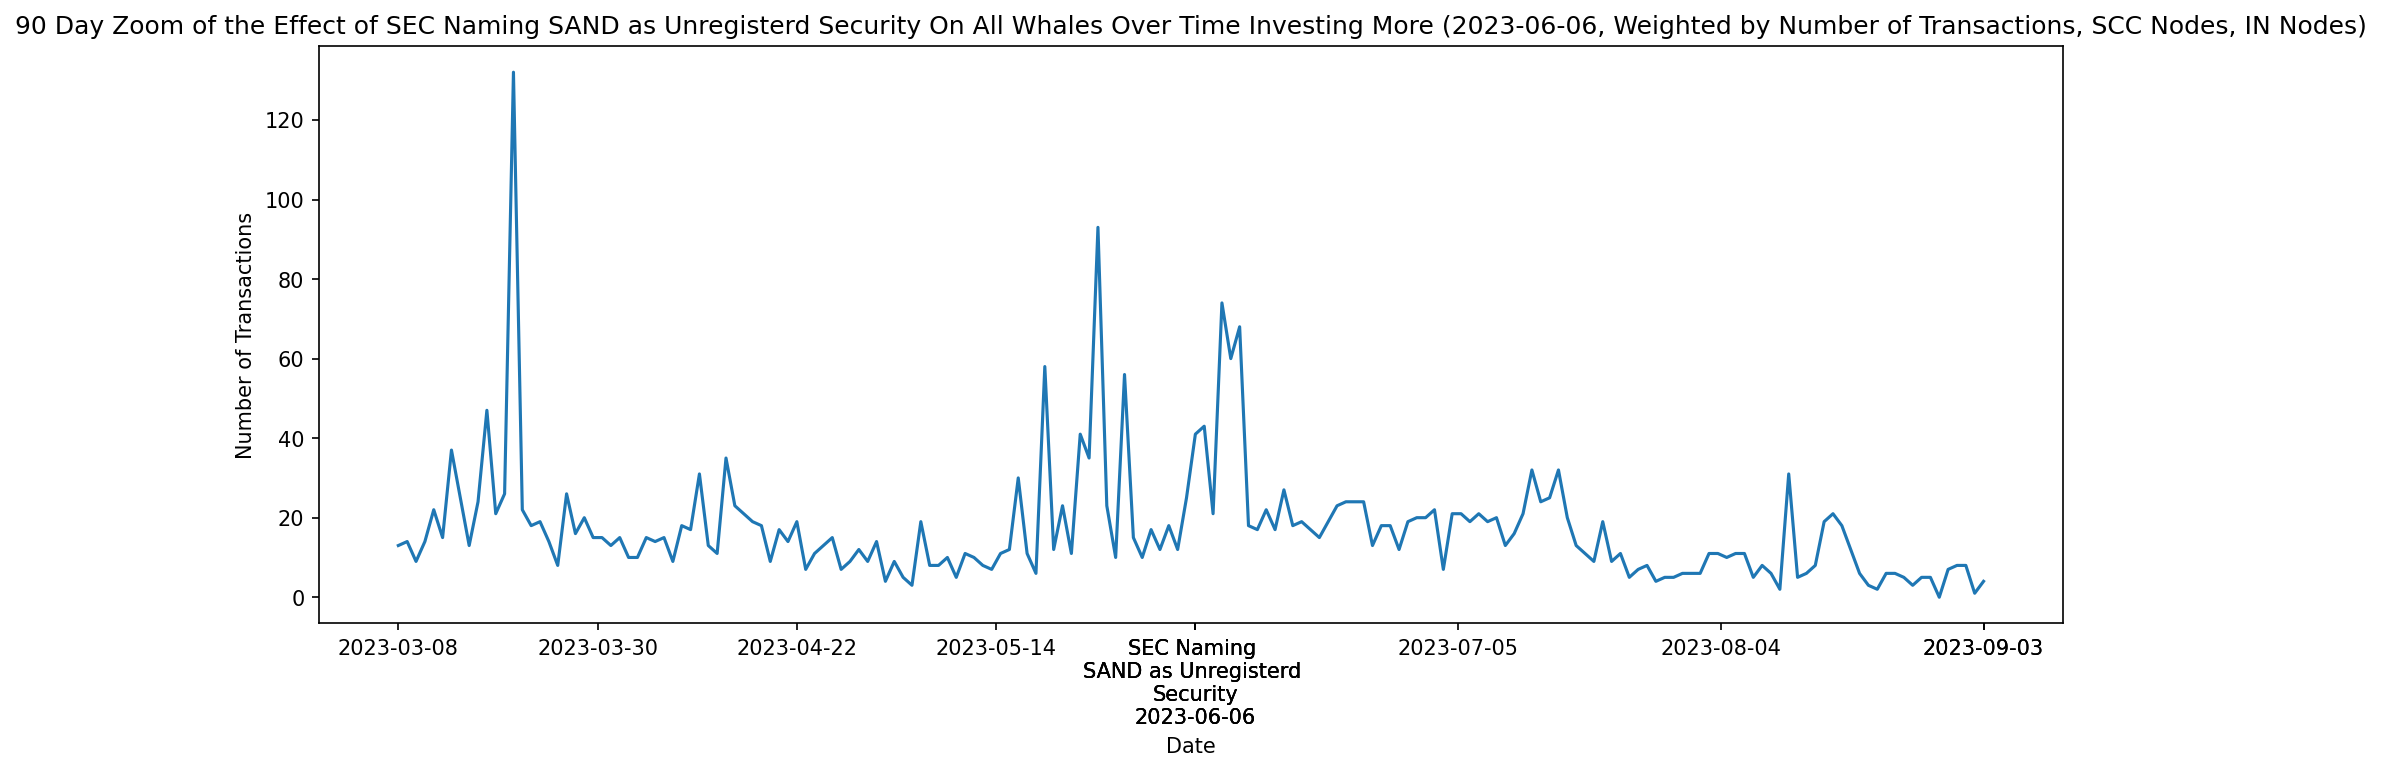 90 Day Zoom of the Effect of SEC Naming SAND as Unregisterd Security On All Whales Over Time Investing More (2023-06-06, Weighted by Number of Transactions, SCC Nodes, IN Nodes)
Number of Transactions
120
100
80
60
40
20
0
2023-03-08 2023-03-30 2023-04-22 2023-05-14 SEC Naming 2023-07-05 2023-08-04 2023-09-03
SAND as Unregisterd
Security
2023-06-06
Date